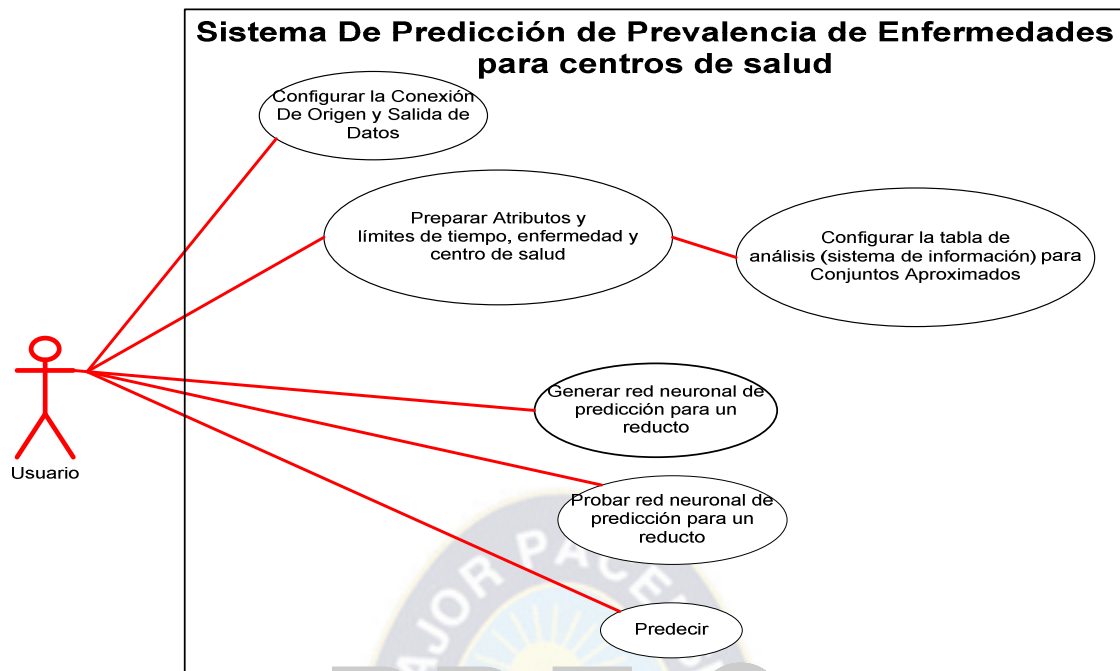 Sistema De Predicción de Prevalencia de Enfermedades
para centros de salud
Configurar la Conexión
De Origen y Salida de
Datos
Preparar Atributos y
límites de tiempo, enfermedad y
centro de salud
Configurar la tabla de
análisis (sistema de información) para
Conjuntos Aproximados
Generar red neuronal de
predicción para un
reducto
Usuario
Probar red neuronal de
predicción para un
reducto
Predecir